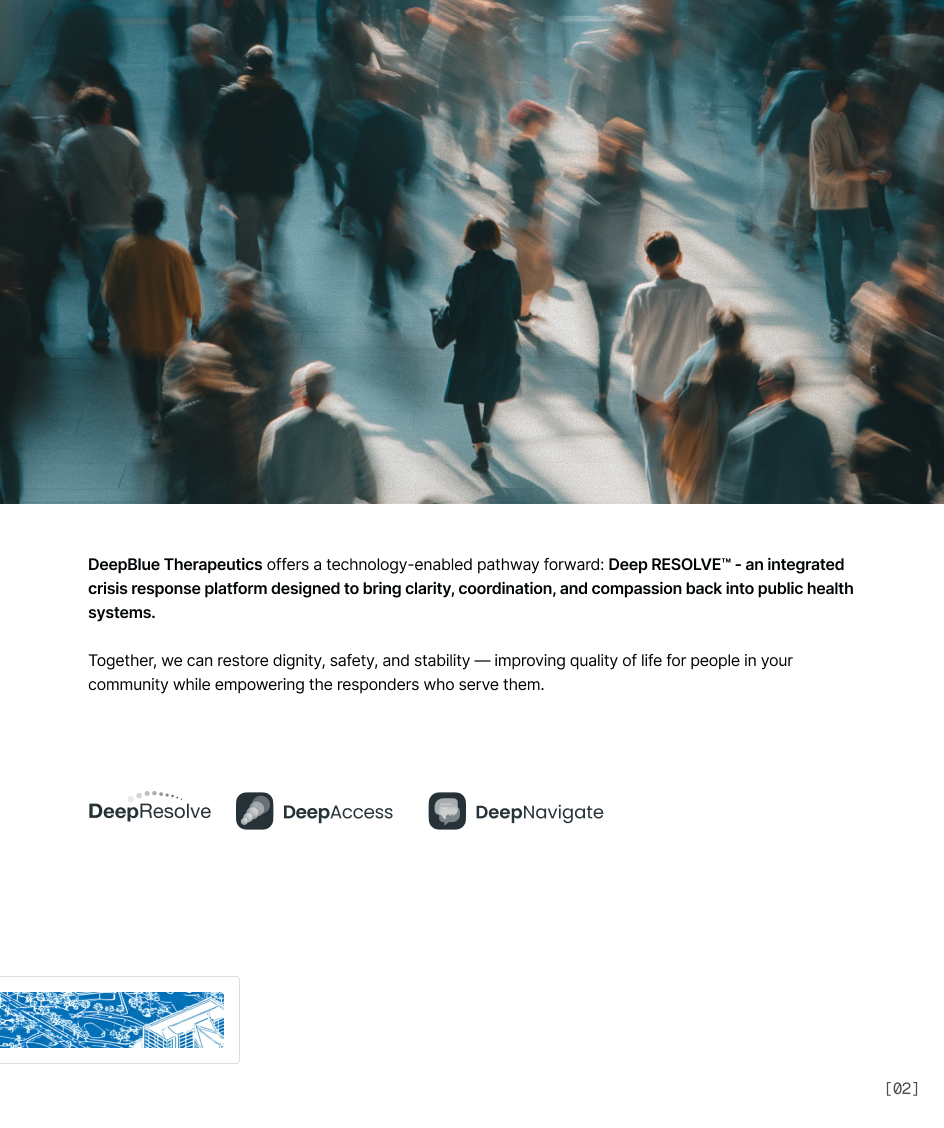 DeepBlue Therapeutics offers a technology-enabled pathway forward: Deep RESOLVE™ - an integrated
crisis response platform designed to bring clarity, coordination, and compassion back into public health
systems.
Together, we can restore dignity, safety, and stability — improving quality of life for people in your
community while empowering the responders who serve them.
DeepResolve DeepAccess DeepNavigate
[02]